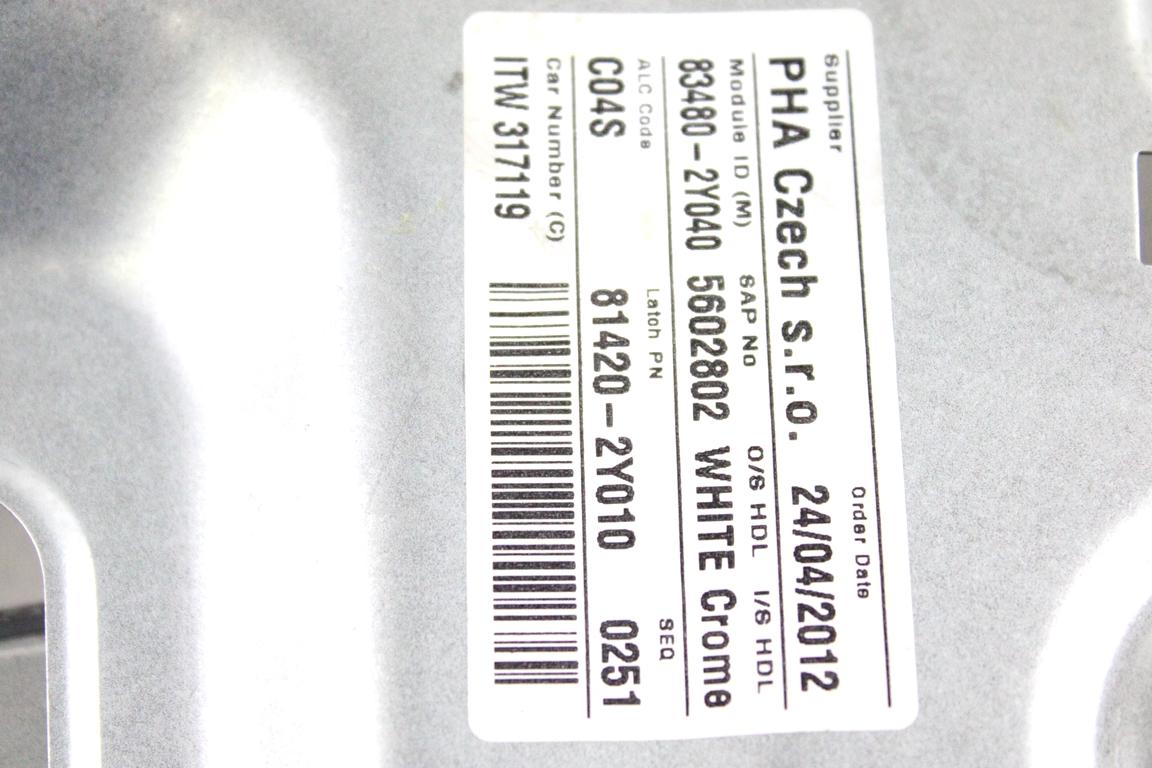 Supplier Order Date
PHA Czech s.r.o. 24/04/2012
Module ID (M) SAP No O/S HDL I/S HDL
83480-2Y040 5602802 WHITE Crome
ALC Code Latch PN SEQ
C04S 81420-2Y010 0251
Car Number (C)
ITW 317119